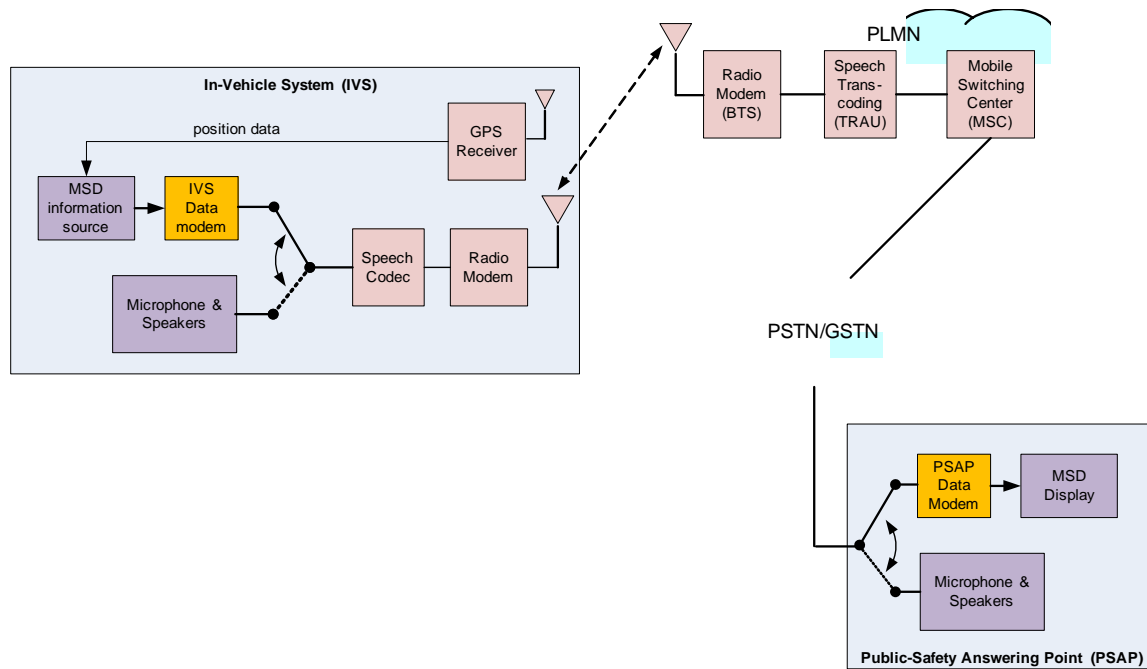 PLMN
In-Vehicle System (IVS)
position data
GPS
Receiver
Radio
Modem
(BTS)
Speech
Trans-
coding
(TRAU)
Mobile
Switching
Center
(MSC)
MSD
information
source
IVS
Data
modem
Speech
Codec
Radio
Modem
Microphone &
Speakers
PSTN/GSTN
PSAP
Data
Modem
MSD
Display
Microphone &
Speakers
Public-Safety Answering Point (PSAP)